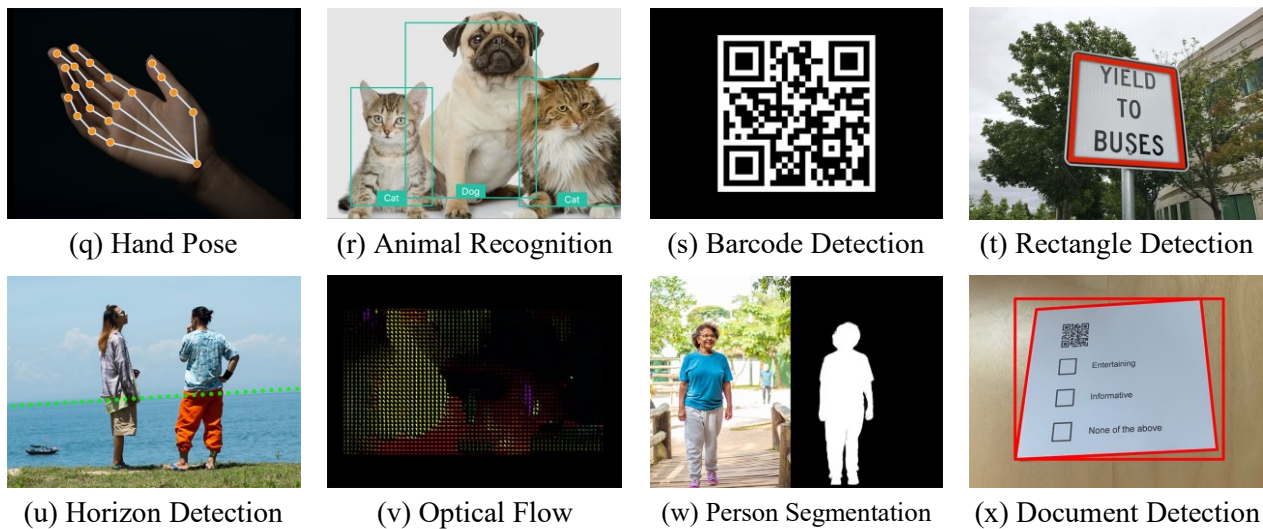 Cat
Dog
Cat
YIELD
TO
BUSES
(q) Hand Pose
(r) Animal Recognition
(s) Barcode Detection
(t) Rectangle Detection
Entertaining
Informative
None of the above
(u) Horizon Detection
(v) Optical Flow
(w) Person Segmentation
(x) Document Detection